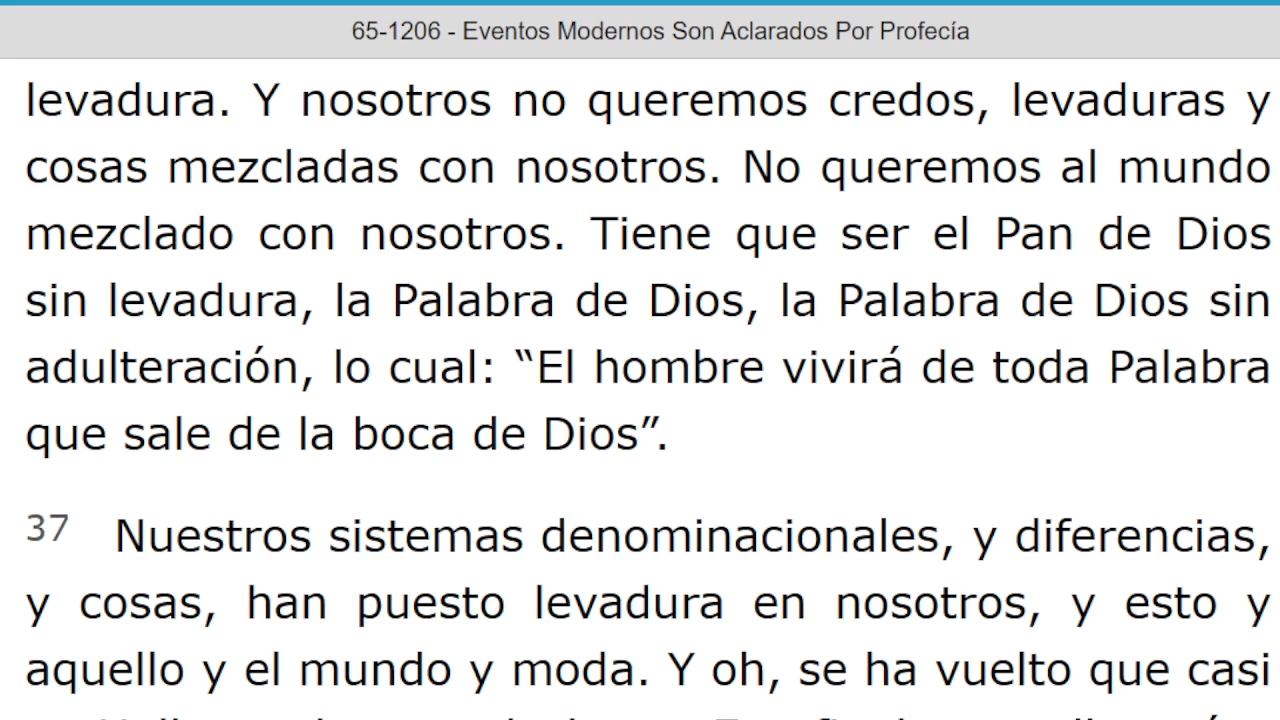 65-1206 - Eventos Modernos Son Aclarados Por Profecía
levadura. Y nosotros no queremos credos, levaduras y
cosas mezcladas con nosotros. No queremos al mundo
mezclado con nosotros. Tiene que ser el Pan de Dios
sin levadura, la Palabra de Dios, la Palabra de Dios sin
adulteración, lo cual: “El hombre vivirá de toda Palabra
que sale de la boca de Dios”.
37 Nuestros sistemas denominacionales, y diferencias,
y cosas, han puesto levadura en nosotros, y esto y
aquello y el mundo y moda. Y oh, se ha vuelto que casi